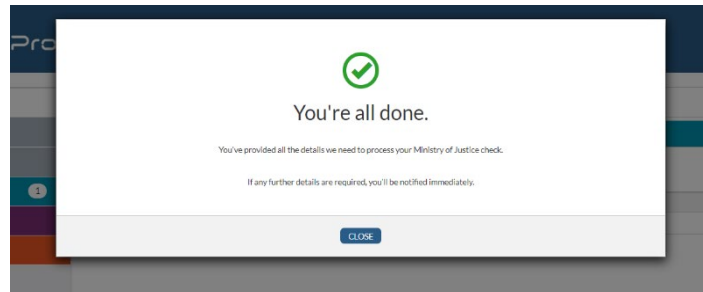 Pro
You're all done.
You've provided all the details we need to process your Ministry of Justice check.
If any further details are required, you'll be notified immediately.
1
CLOSE